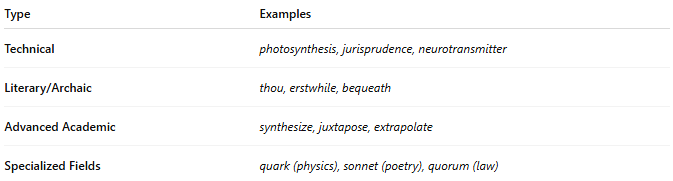 Type Examples
Technical photosynthesis, jurisprudence, neurotransmitter
Literary/Archaic thou, erstwhile, bequeath
Advanced Academic synthesize, juxtapose, extrapolate
Specialized Fields quark (physics), sonnet (poetry), quorum (law)